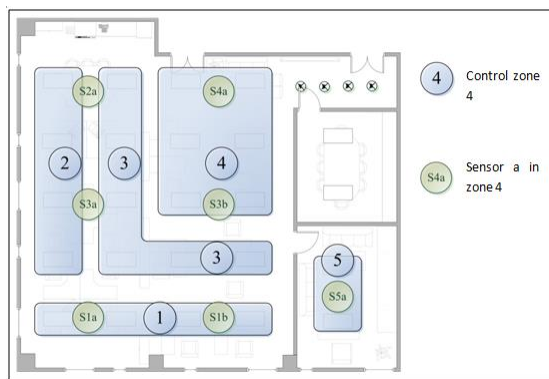 S2a
S4a
4
Control zone
4
2
3
4
S4a
Sensor a in
zone 4
S3a
S3b
3
5
S5a
S1a
1
S1b